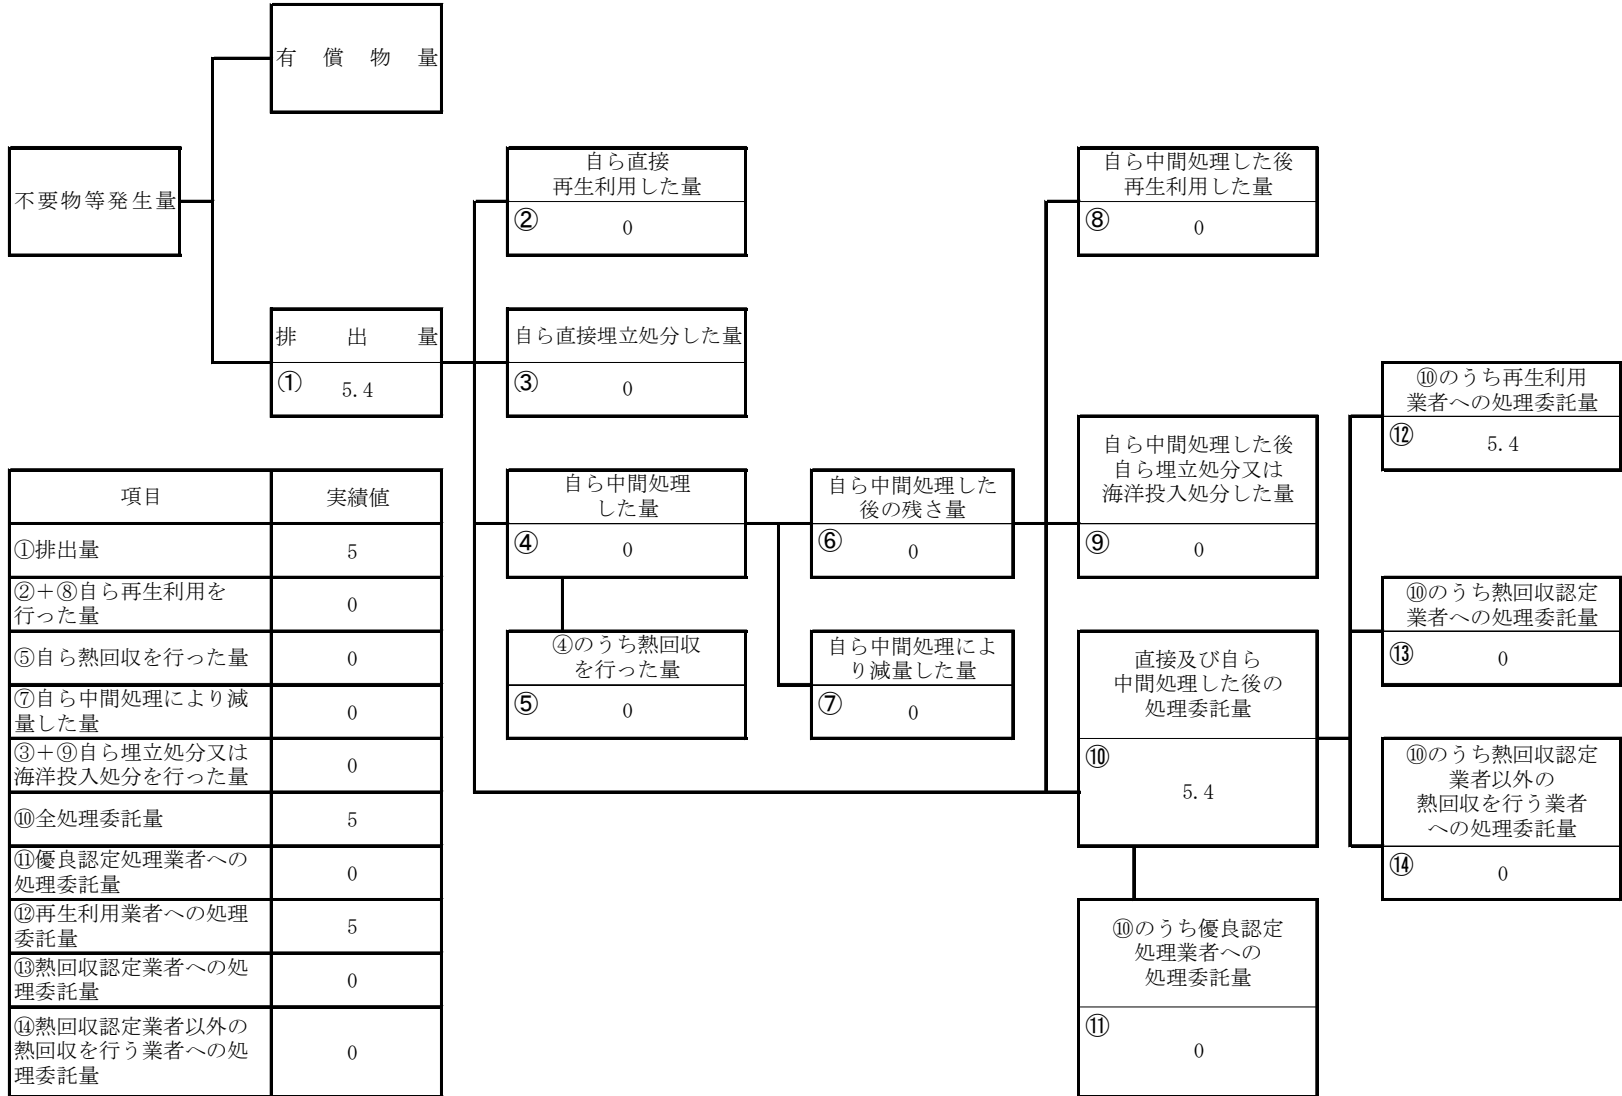 有償物量
不要物等発生量
排出量
① 5.4
自ら直接
再生利用した量
② 0
自ら直接埋立処分した量
③ 0
自ら中間処理
した量
④ 0
④のうち熱回収
を行った量
⑤ 0
自ら中間処理した
後の残さ量
⑥ 0
自ら中間処理によ
り減量した量
⑦ 0
自ら中間処理した後
再生利用した量
⑧ 0
自ら中間処理した後
自ら埋立処分又は
海洋投入処分した量
⑨ 0
直接及び自ら
中間処理した後の
処理委託量
⑩
5.4
⑩のうち優良認定
処理業者への
処理委託量
⑪
0
⑩のうち再生利用
業者への処理委託量
⑫ 5.4
⑩のうち熱回収認定
業者への処理委託量
⑬ 0
⑩のうち熱回収認定
業者以外の
熱回収を行う業者
への処理委託量
⑭ 0
項目 実績値
①排出量 5
②+⑧自ら再生利用を
行った量 0
⑤自ら熱回収を行った量 0
⑦自ら中間処理により減
量した量 0
③+⑨自ら埋立処分又は
海洋投入処分を行った量 0
⑩全処理委託量 5
⑪優良認定処理業者への
処理委託量 0
⑫再生利用業者への処理
委託量 5
⑬熱回収認定業者への処
理委託量 0
⑭熱回収認定業者以外の
熱回収を行う業者への処
理委託量 0